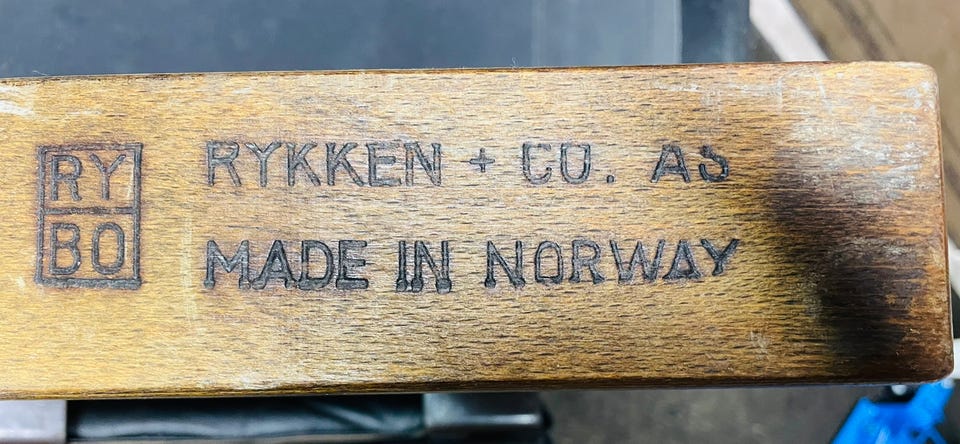 RY
BO
RYKKEN + CO. AS
MADE IN NORWAY